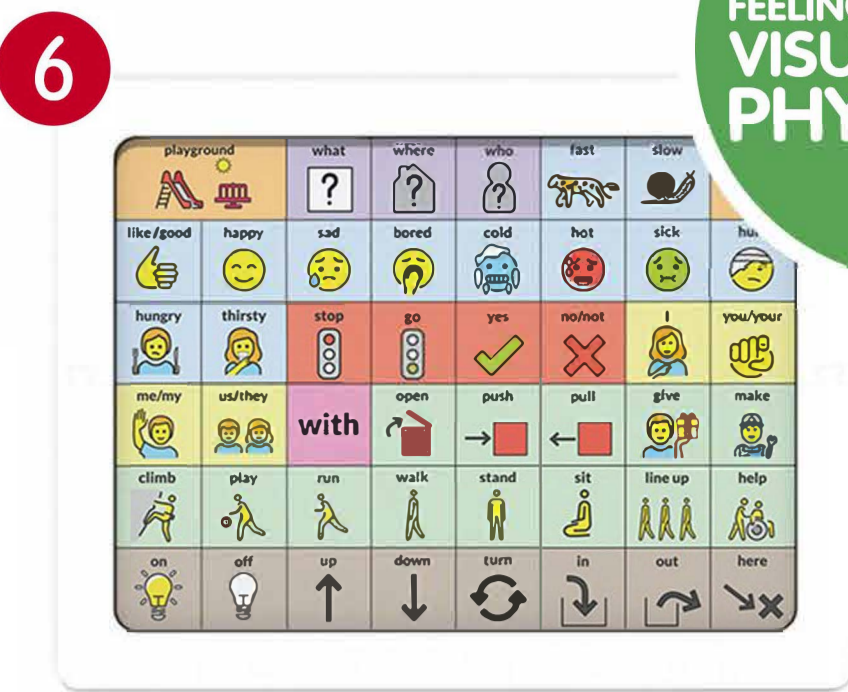 6
VISU
PHY
playground what where who fast slow
like/good happy sad bored cold hot sick
hungry thirsty stop go yes no/not I you/your
me/my us/they with open push pull give make
climb play run walk stand sit line up help
on off up down turn in out here